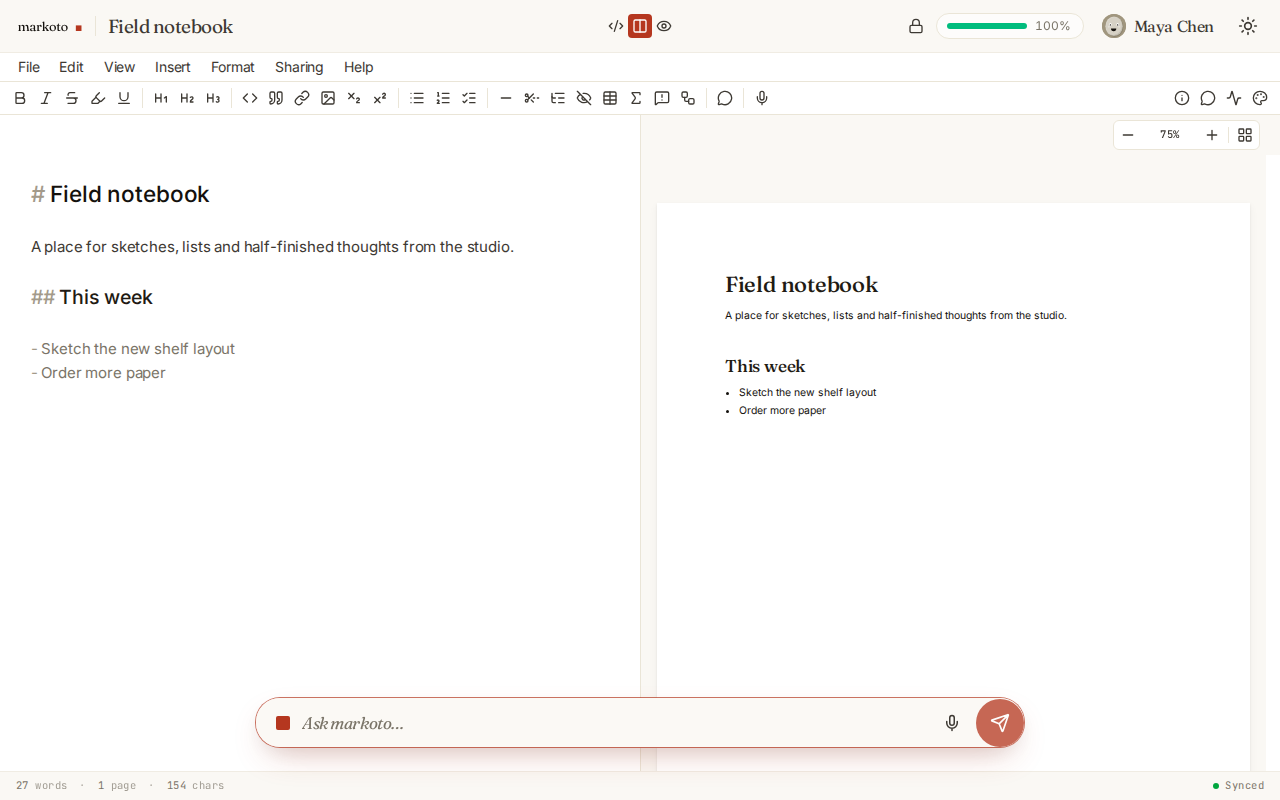 markoto
Field notebook
100%
Maya Chen
File Edit View Insert Format Sharing Help
H1 H2 H3
75%
# Field notebook
A place for sketches, lists and half-finished thoughts from the studio.
## This week
- Sketch the new shelf layout
- Order more paper
Field notebook
A place for sketches, lists and half-finished thoughts from the studio.
This week
• Sketch the new shelf layout
• Order more paper
Ask markoto...
27 words · 1 page · 154 chars
Synced